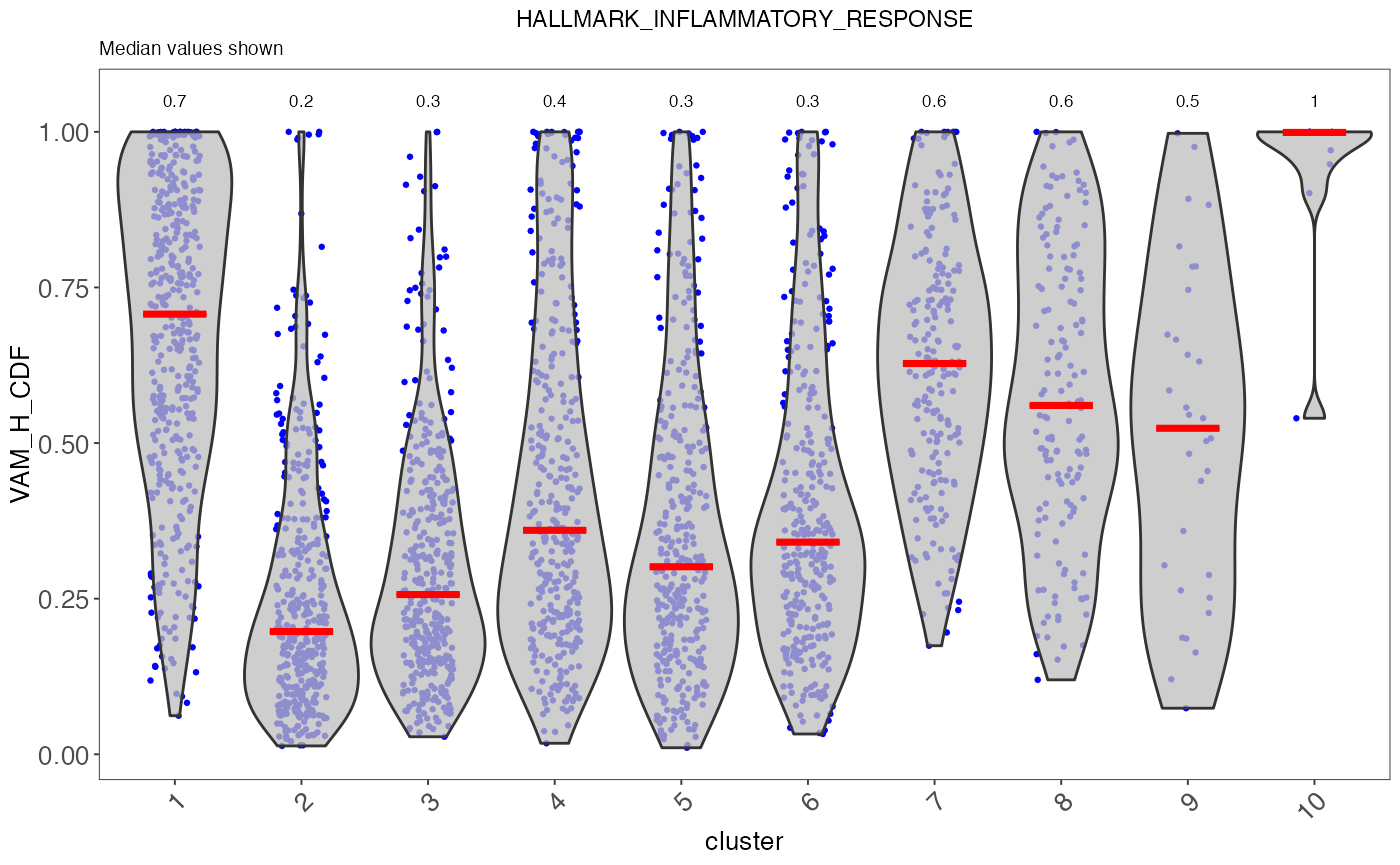 HALLMARK_INFLAMMATORY_RESPONSE
Median values shown
0.7 0.2 0.3 0.4 0.3 0.3 0.6 0.6 0.5 1
1.00
0.75
0.50
0.25
0.00
VAM_H_CDF
1 2 3 4 5 6 7 8 9 10
cluster